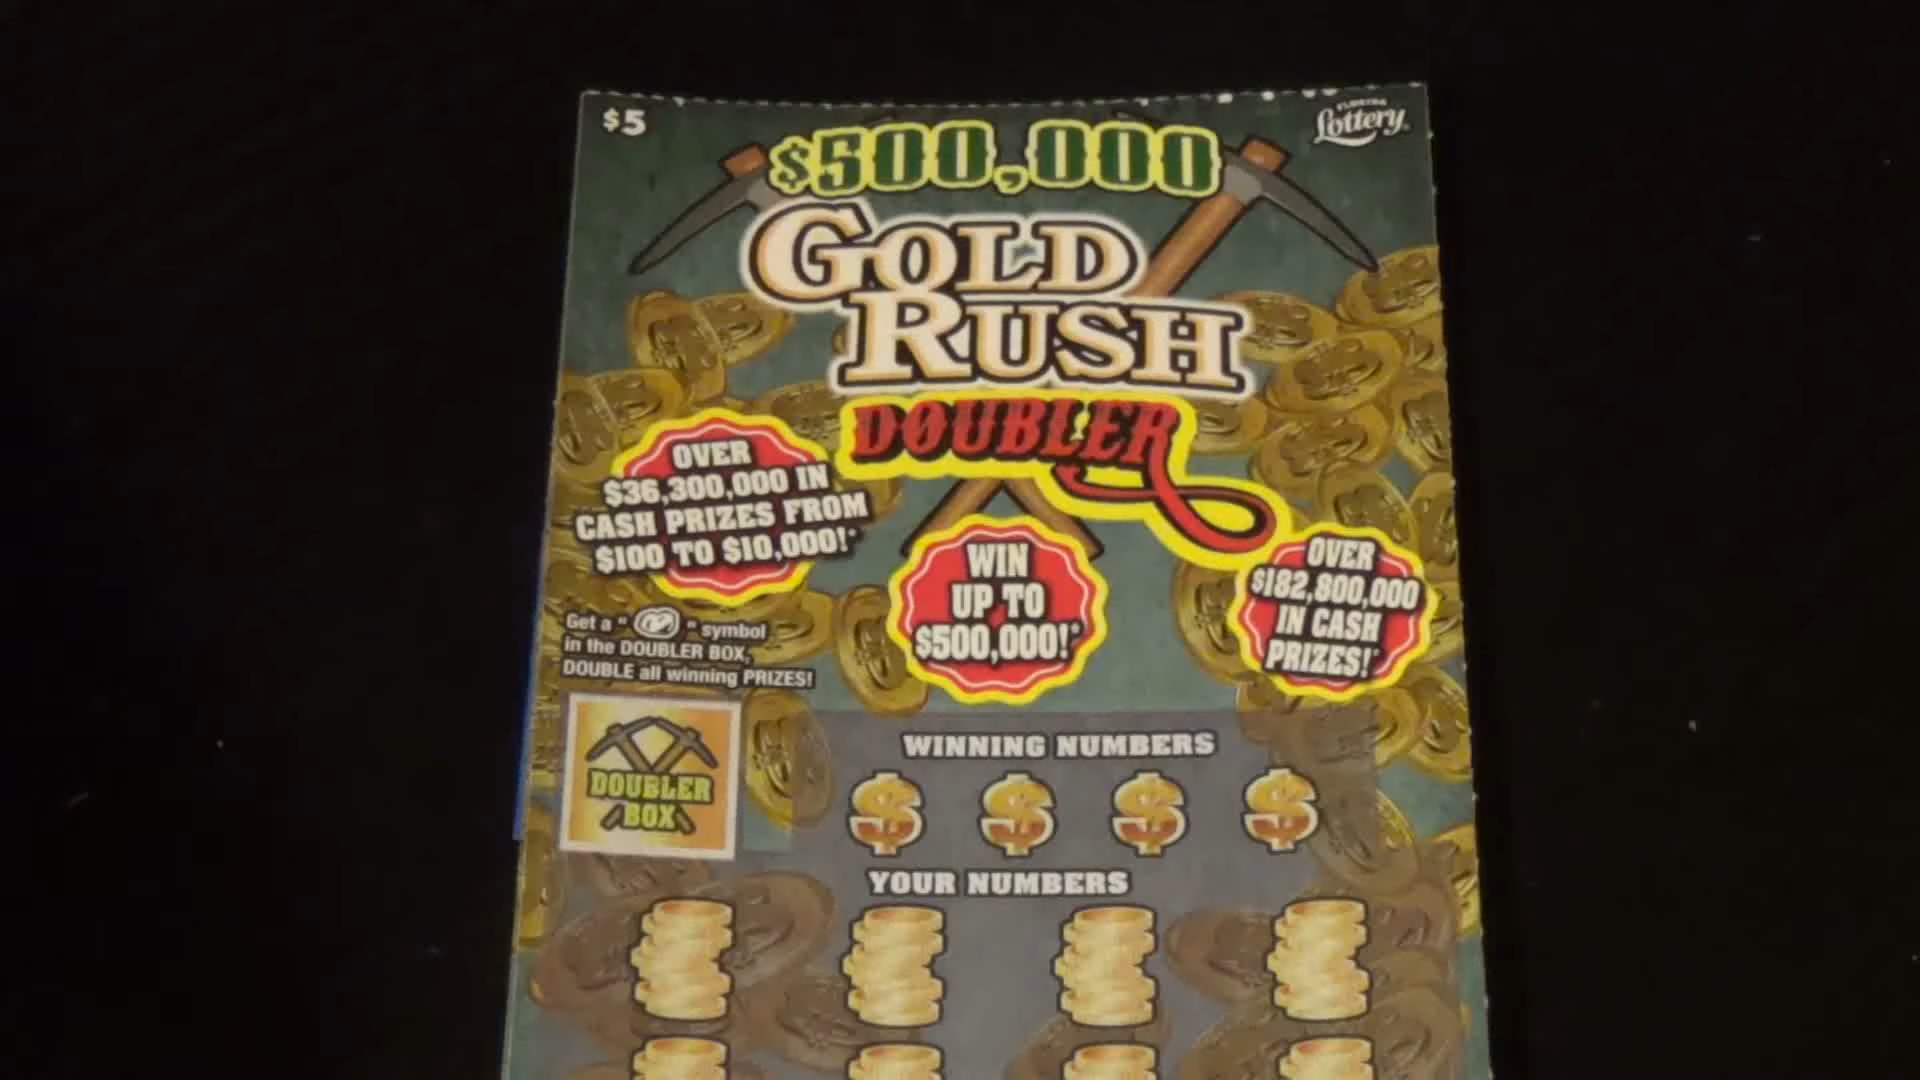 $5
FLORIDA
Lottery
$500,000
GOLD
RUSH
DOUBLER
OVER
$36,300,000 IN
CASH PRIZES FROM
$100 TO $10,000!*
WIN
UP TO
$500,000!*
OVER
$182,800,000
IN CASH
PRIZES!*
Get a " " symbol
in the DOUBLER BOX,
DOUBLE all winning PRIZES!
DOUBLER
BOX
WINNING NUMBERS
$ $ $ $
YOUR NUMBERS